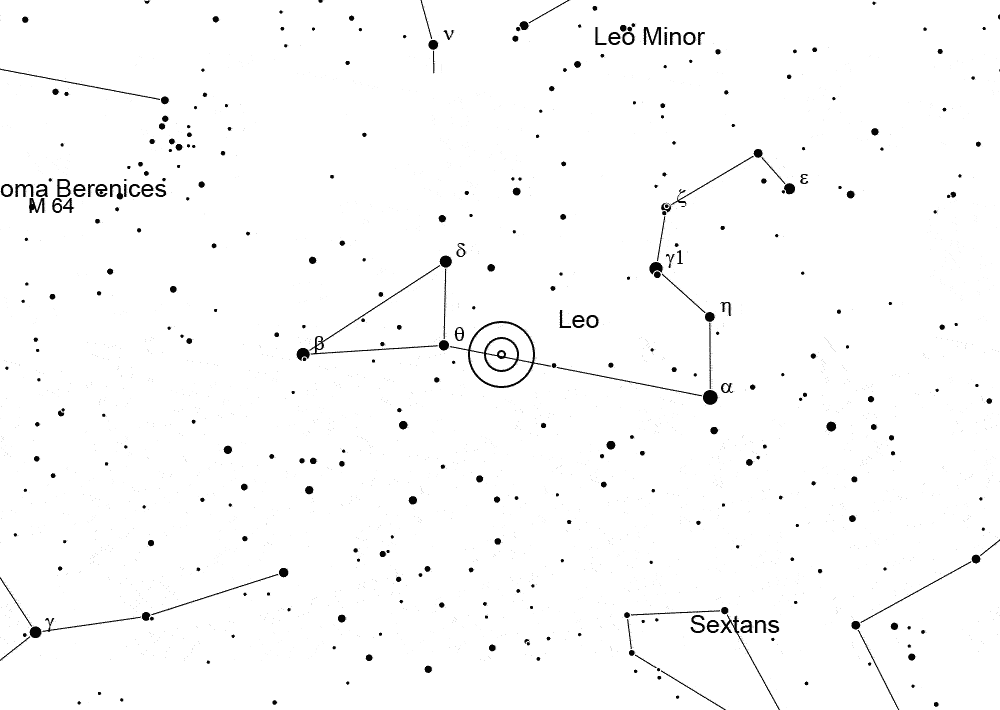 ν
Leo Minor
ε
oma Berenices
ζ
M 64
δ
γ1
η
Leo
θ
β
α
γ
Sextans